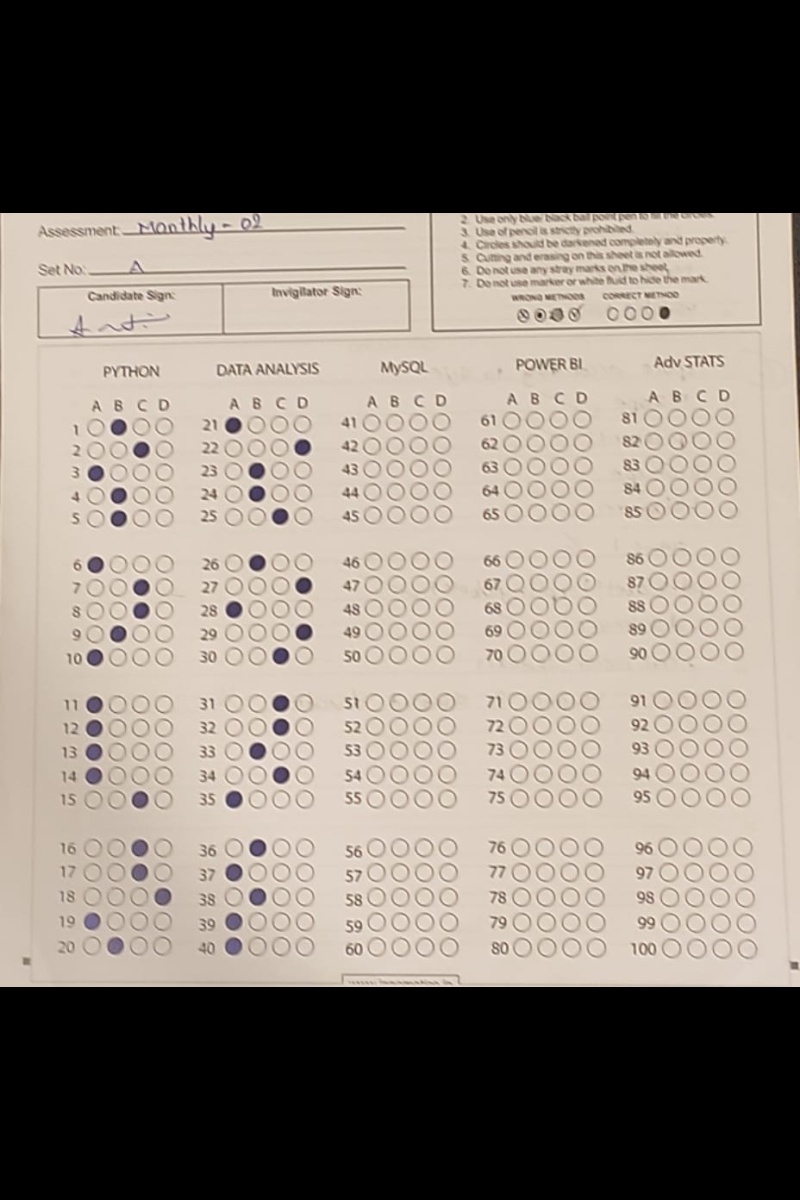 Assessment: Monthly - 02
Set No: A
Candidate Sign:
Invigilator Sign:
2. Use only blue/ black ball point pen to fill the circles.
3. Use of pencil is strictly prohibited.
4. Circles should be darkened completely and properly.
5. Cutting and erasing on this sheet is not allowed.
6. Do not use any stray marks on the sheet,
7. Do not use marker or white fluid to hide the mark.
WRONG METHODS CORRECT METHOD
PYTHON DATA ANALYSIS MySQL POWER BI Adv STATS
A B C D A B C D A B C D A B C D A B C D
1 21 41 61 81
2 22 42 62 82
3 23 43 63 83
4 24 44 64 84
5 25 45 65 85
6 26 46 66 86
7 27 47 67 87
8 28 48 68 88
9 29 49 69 89
10 30 50 70 90
11 31 51 71 91
12 32 52 72 92
13 33 53 73 93
14 34 54 74 94
15 35 55 75 95
16 36 56 76 96
17 37 57 77 97
18 38 58 78 98
19 39 59 79 99
20 40 60 80 100